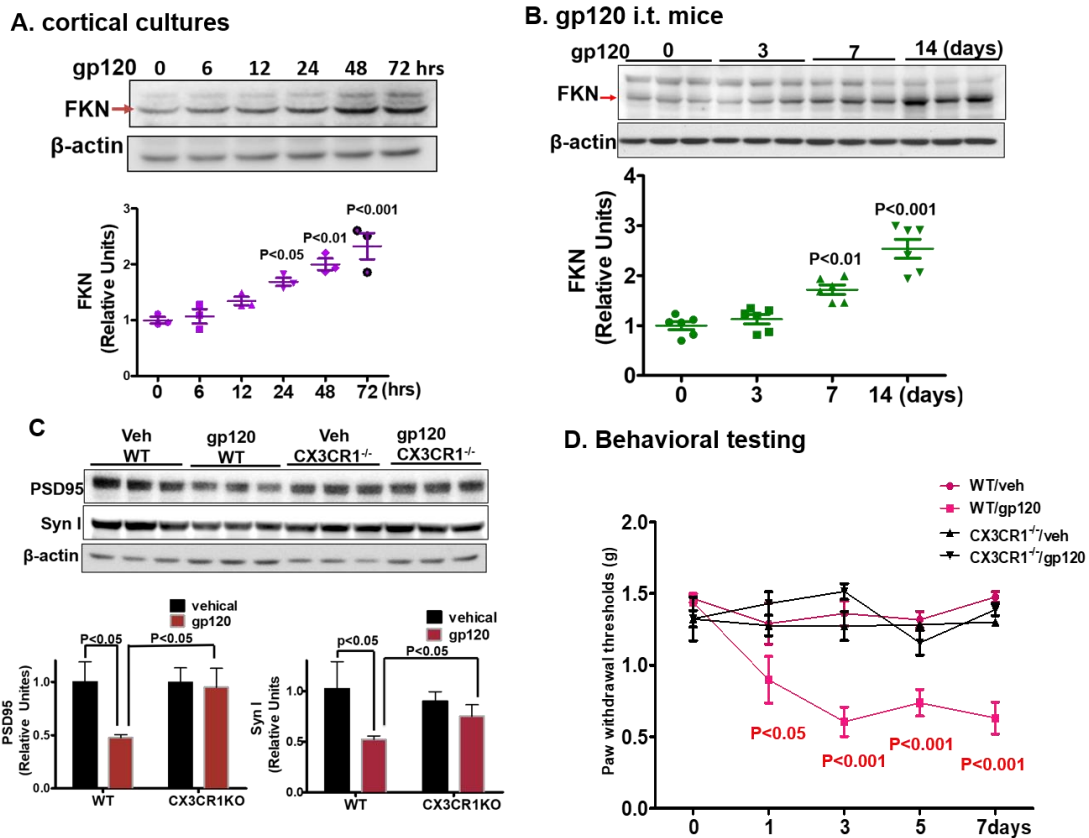 A. cortical cultures
gp120 0 6 12 24 48 72 hrs
FKN
β-actin
3
2
1
0
FKN
(Relative Units)
P<0.05
P<0.01
P<0.001
0 6 12 24 48 72 (hrs)
B. gp120 i.t. mice
gp120 0 3 7 14 (days)
FKN
β-actin
4
3
2
1
0
FKN
(Relative Units)
P<0.01
P<0.001
0 3 7 14 (days)
C
Veh
WT
gp120
WT
Veh
CX3CR1-/-
gp120
CX3CR1-/-
PSD95
Syn I
β-actin
vehical
gp120
P<0.05
P<0.05
PSD95
(Relative Unites)
1.0
0.5
0.0
WT CX3CR1KO
vehical
gp120
p<0.05
P<0.05
Syn I
(Relative Units
1.0
0.5
0.0
WT CX3CR1KO
D. Behavioral testing
WT/veh
WT/gp120
CX3CR1-/-/veh
CX3CR1-/-/gp120
Paw withdrawal thresholds (g)
2.0
1.5
1.0
0.5
0.0
P<0.05
P<0.001
P<0.001
P<0.001
0 1 3 5 7days